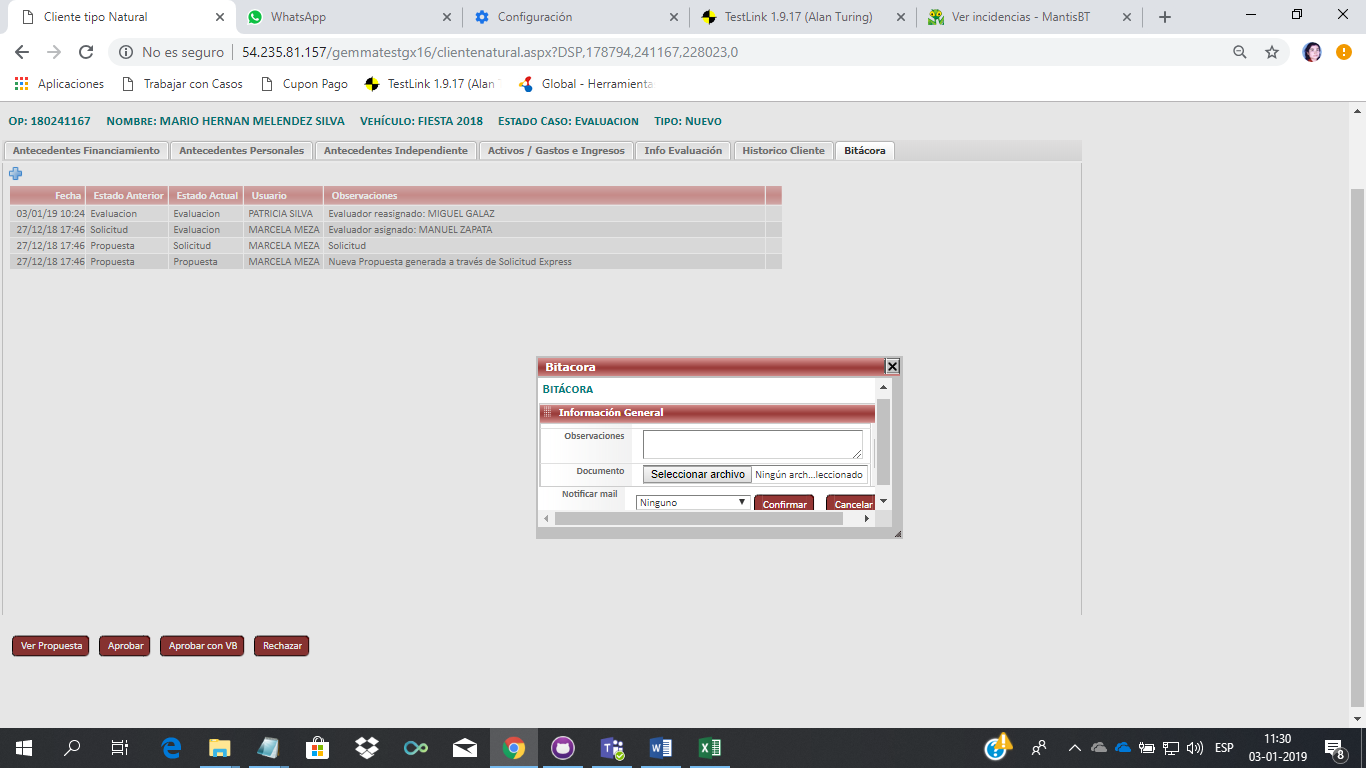 Cliente tipo Natural
WhatsApp
Configuración
TestLink 1.9.17 (Alan Turing)
Ver incidencias - MantisBT
No es seguro
54.235.81.157/gemmatestgx16/clientenatural.aspx?DSP,178794,241167,228023,0
Aplicaciones
Trabajar con Casos
Cupon Pago
TestLink 1.9.17 (Alan
Global - Herramienta
OP: 180241167 NOMBRE: MARIO HERNAN MELENDEZ SILVA VEHÍCULO: FIESTA 2018 ESTADO CASO: EVALUACION TIPO: NUEVO
Antecedentes Financiamiento
Antecedentes Personales
Antecedentes Independiente
Activos / Gastos e Ingresos
Info Evaluación
Historico Cliente
Bitácora
Fecha Estado Anterior Estado Actual Usuario Observaciones
03/01/19 10:24 Evaluacion Evaluacion PATRICIA SILVA Evaluador reasignado: MIGUEL GALAZ
27/12/18 17:46 Solicitud Evaluacion MARCELA MEZA Evaluador asignado: MANUEL ZAPATA
27/12/18 17:46 Propuesta Solicitud MARCELA MEZA Solicitud
27/12/18 17:46 Propuesta Propuesta MARCELA MEZA Nueva Propuesta generada a través de Solicitud Express
Bitacora
BITÁCORA
Información General
Observaciones
Documento
Seleccionar archivo
Ningún arch...leccionado
Notificar mail
Ninguno
Confirmar
Cancelar
Ver Propuesta
Aprobar
Aprobar con VB
Rechazar
ESP
11:30
03-01-2019
8